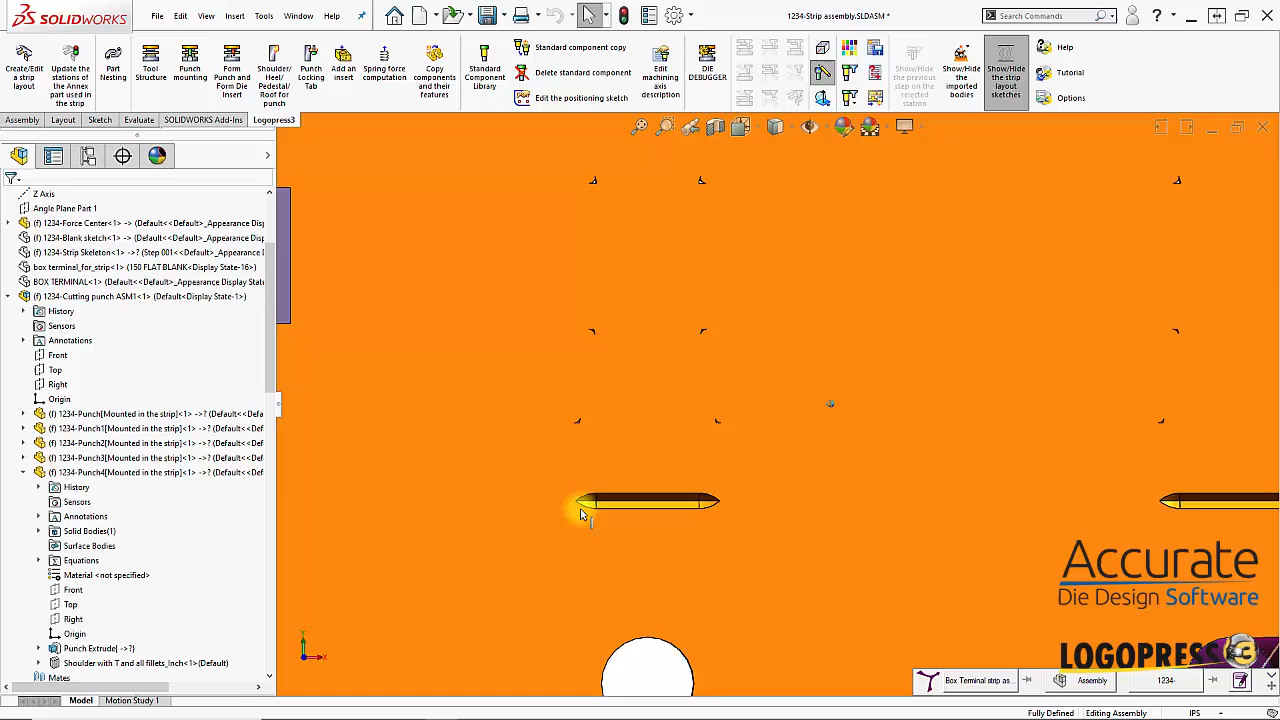 SOLIDWORKS
File Edit View Insert Tools Window Help
1234-Strip assembly.SLDASM *
Search Commands
Create/Edit a strip layout
Update the stations of the Annex part used in the strip
Part Nesting
Tool Structure
Punch mounting
Form Punch and Form Die Insert
Shoulder/ Heel/ Pedestal/ Roof for punch
Punch Locking Tab
Add an insert
Spring force computation
Copy components and their features
Standard Component Library
Standard component copy
Delete standard component
Edit the positioning sketch
Edit machining axis description
DIE DEBUGGER
Show/Hide the previous step on the selected station
Show/Hide the imported bodies
Show/Hide the strip layout sketches
Help
Tutorial
Options
Assembly Layout Sketch Evaluate SOLIDWORKS Add-Ins Logopress3
Z Axis
Angle Plane Part 1
(f) 1234-Force Center<1> -> (Default<<Default>_Appearance Disp
(f) 1234-Blank sketch<1> -> (Default<<Default>_Appearance Disp
(f) 1234-Strip Skeleton<1> ->? (Step 001<<Default>_Appearance D
box terminal_for_strip<1> (150 FLAT BLANK<Display State-16>)
BOX TERMINAL<1> (Default<<Default>_Appearance Display State
(f) 1234-Cutting punch ASM1<1> (Default<Display State-1>)
History
Sensors
Annotations
Front
Top
Right
Origin
(f) 1234-Punch[Mounted in the strip]<1> ->? (Default<<Defa
(f) 1234-Punch1[Mounted in the strip]<1> ->? (Default<<Def
(f) 1234-Punch2[Mounted in the strip]<1> ->? (Default<<Def
(f) 1234-Punch3[Mounted in the strip]<1> ->? (Default<<Def
(f) 1234-Punch4[Mounted in the strip]<1> ->? (Default<<Def
History
Sensors
Annotations
Solid Bodies(1)
Surface Bodies
Equations
Material <not specified>
Front
Top
Right
Origin
Punch Extrude( ->?)
Shoulder with T and all fillets_Inch<1>(Default)
Mates
Y
X
Accurate
Die Design Software
LOGOPRESS3
Box Terminal strip as...
Assembly
1234-
Model Motion Study 1
Fully Defined Editing Assembly IPS